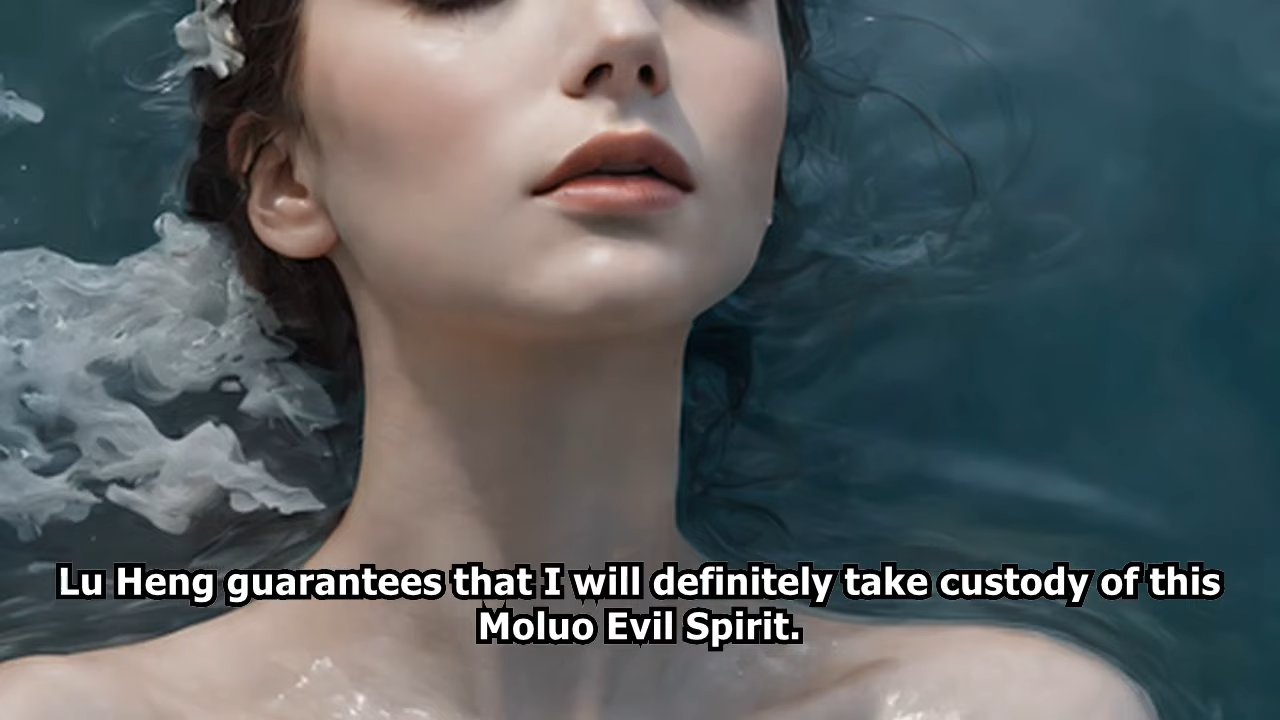 Lu Heng guarantees that I will definitely take custody of this
Moluo Evil Spirit.